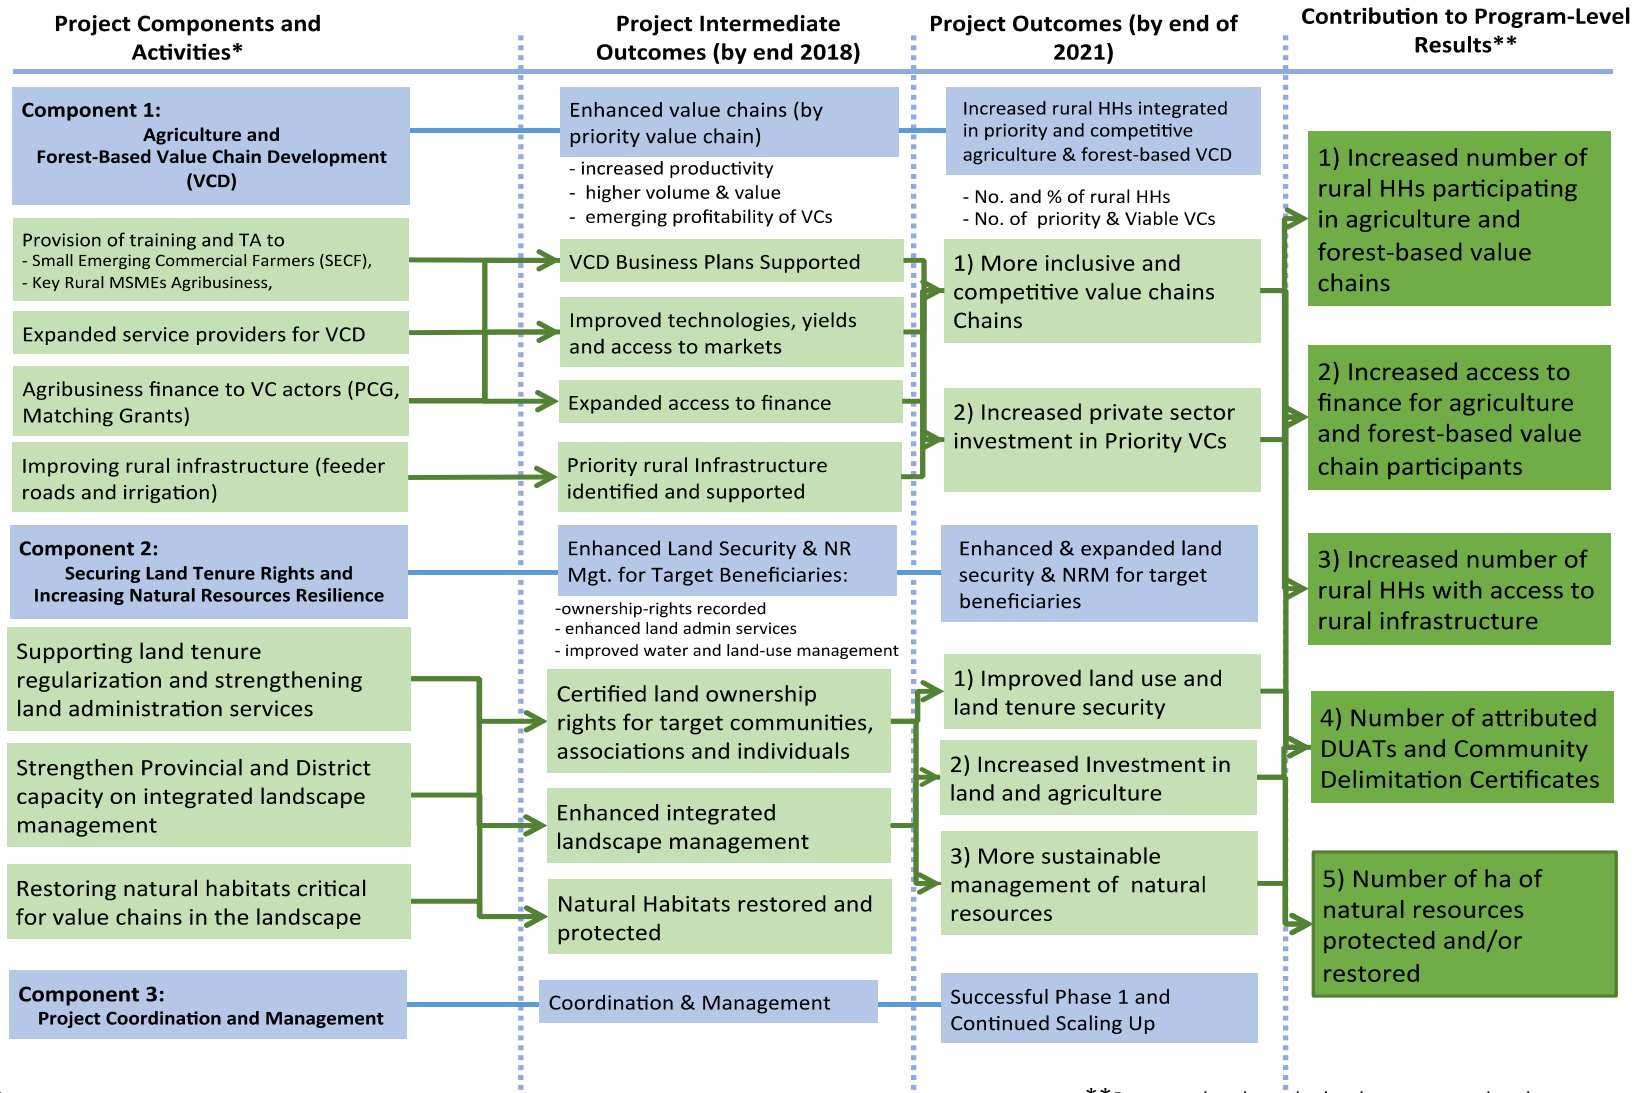 Project Components and
Activities*
Project Intermediate
Outcomes (by end 2018)
Project Outcomes (by end of
2021)
Contribution to Program-Level
Results**
Component 1:
Agriculture and
Forest-Based Value Chain Development
(VCD)
Enhanced value chains (by
priority value chain)
- increased productivity
- higher volume & value
- emerging profitability of VCs
Increased rural HHs integrated
in priority and competitive
agriculture & forest-based VCD
- No. and % of rural HHs
- No. of priority & Viable VCs
Provision of training and TA to
- Small Emerging Commercial Farmers (SECF),
- Key Rural MSMEs Agribusiness,
Expanded service providers for VCD
Agribusiness finance to VC actors (PCG,
Matching Grants)
Improving rural infrastructure (feeder
roads and irrigation)
VCD Business Plans Supported
Improved technologies, yields
and access to markets
Expanded access to finance
Priority rural Infrastructure
identified and supported
1) More inclusive and
competitive value chains
Chains
2) Increased private sector
investment in Priority VCs
1) Increased number of
rural HHs participating
in agriculture and
forest-based value
chains
2) Increased access to
finance for agriculture
and forest-based value
chain participants
3) Increased number of
rural HHs with access to
rural infrastructure
4) Number of attributed
DUATs and Community
Delimitation Certificates
5) Number of ha of
natural resources
protected and/or
restored
Component 2:
Securing Land Tenure Rights and
Increasing Natural Resources Resilience
Enhanced Land Security & NR
Mgt. for Target Beneficiaries:
-ownership-rights recorded
- enhanced land admin services
- improved water and land-use management
Enhanced & expanded land
security & NRM for target
beneficiaries
Supporting land tenure
regularization and strengthening
land administration services
Strengthen Provincial and District
capacity on integrated landscape
management
Restoring natural habitats critical
for value chains in the landscape
Certified land ownership
rights for target communities,
associations and individuals
Enhanced integrated
landscape management
Natural Habitats restored and
protected
1) Improved land use and
land tenure security
2) Increased Investment in
land and agriculture
3) More sustainable
management of natural
resources
Component 3:
Project Coordination and Management
Coordination & Management
Successful Phase 1 and
Continued Scaling Up
**